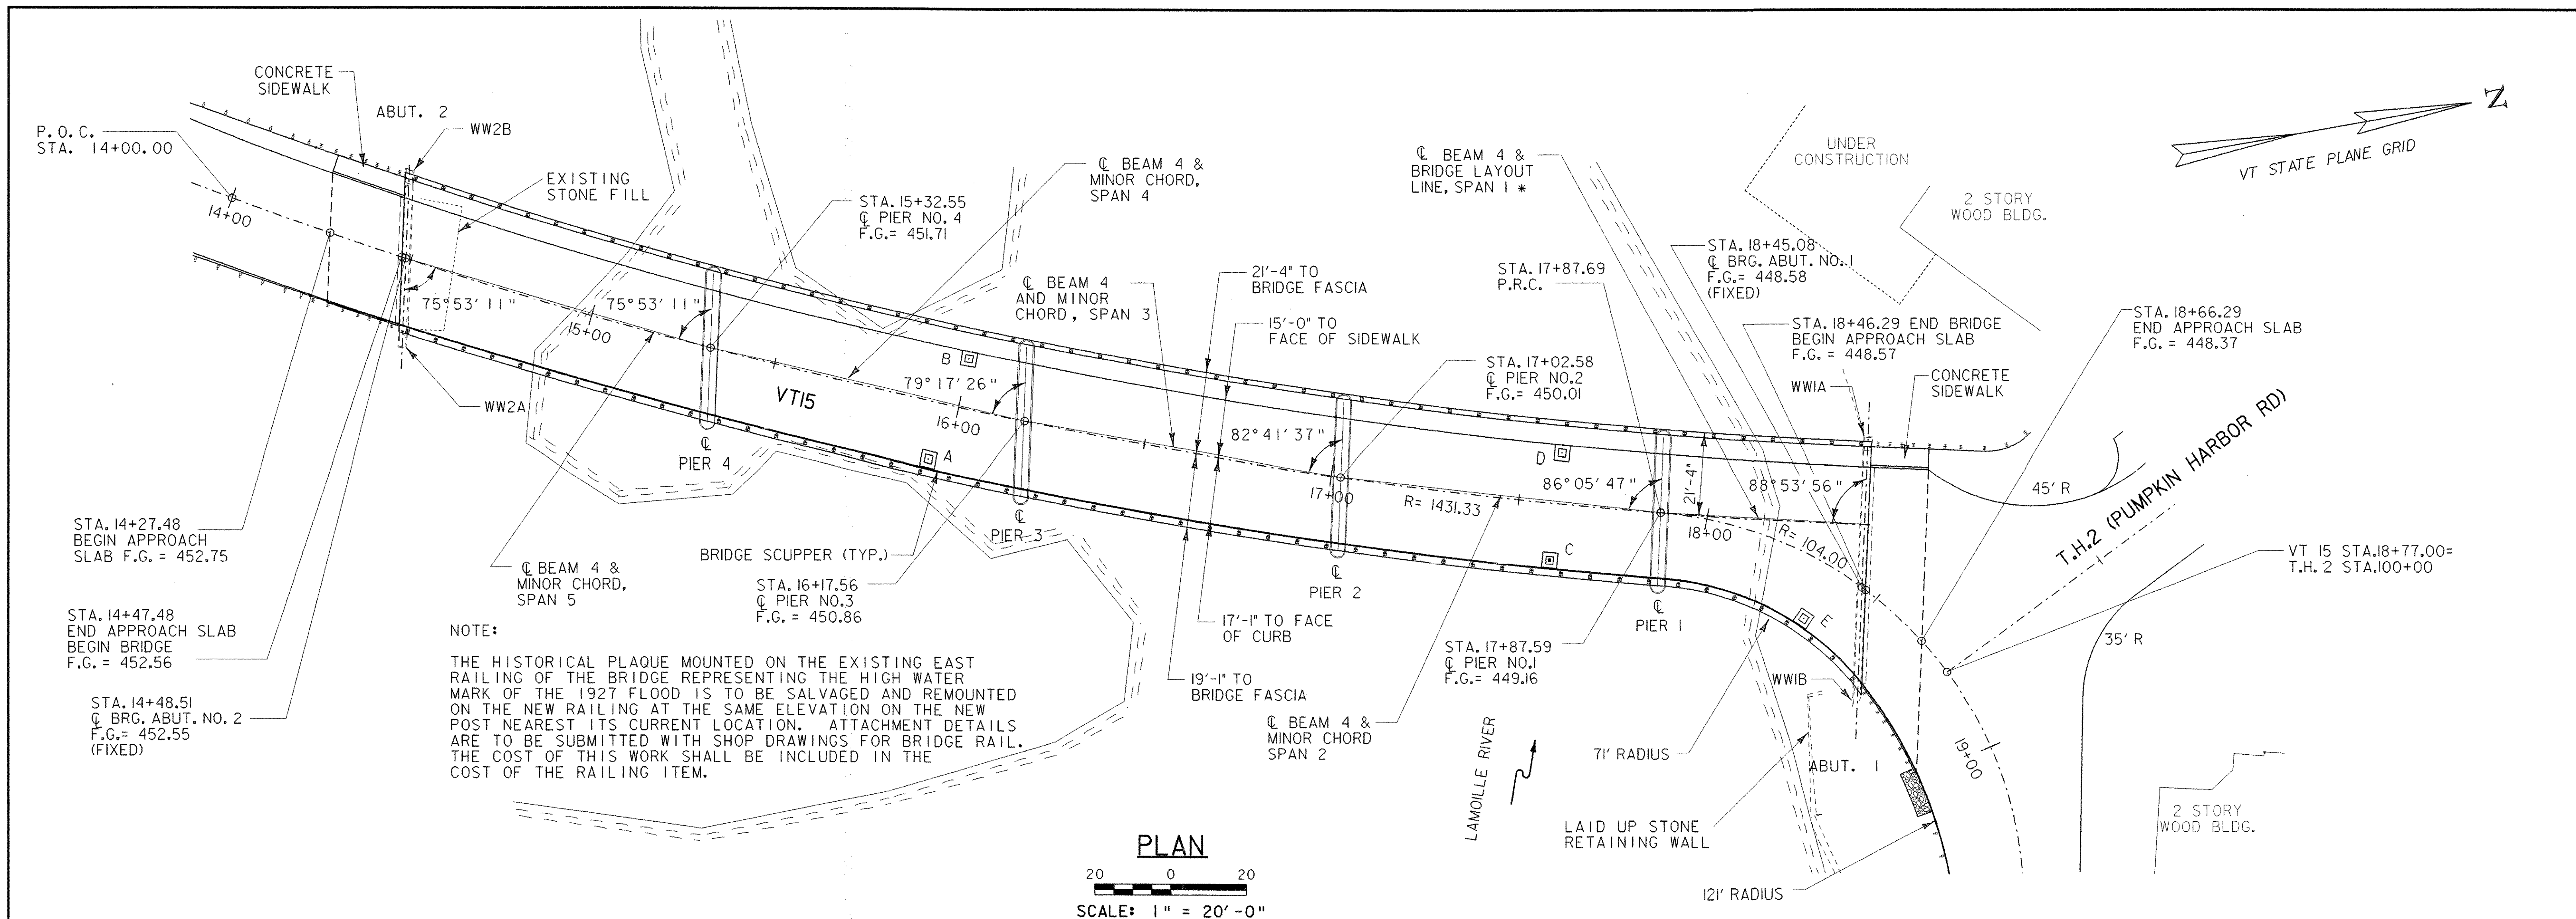 CONCRETE
SIDEWALK
ABUT. 2
WW2B
P.O.C.
STA. 14+00.00
14+00
EXISTING
STONE FILL
75°53'11"
75°53'11"
15+00
STA. 15+32.55
℄ PIER NO. 4
F.G.= 451.71
℄ BEAM 4 &
MINOR CHORD,
SPAN 4
℄ BEAM 4
AND MINOR
CHORD, SPAN 3
21'-4" TO
BRIDGE FASCIA
15'-0" TO
FACE OF SIDEWALK
℄ BEAM 4 &
BRIDGE LAYOUT
LINE, SPAN 1 *
STA. 17+87.69
P.R.C.
STA. 17+02.58
℄ PIER NO.2
F.G.= 450.01
UNDER
CONSTRUCTION
2 STORY
WOOD BLDG.
VT STATE PLANE GRID
Z
STA. 18+45.08
℄ BRG. ABUT. NO. 1
F.G.= 448.58
(FIXED)
STA. 18+46.29 END BRIDGE
BEGIN APPROACH SLAB
F.G. = 448.57
STA. 18+66.29
END APPROACH SLAB
F.G. = 448.37
WW1A
CONCRETE
SIDEWALK
B
79°17'26"
VT15
16+00
A
82°41'37"
17+00
R= 1431.33
D
86°05'47"
21'-4"
88°53'56"
18+00
R= 104.00
45' R
T.H.2 (PUMPKIN HARBOR RD)
VT 15 STA.18+77.00=
T.H. 2 STA.100+00
35' R
WW2A
℄
PIER 4
℄
PIER 3
℄
PIER 2
C
℄
PIER 1
E
STA. 14+27.48
BEGIN APPROACH
SLAB F.G. = 452.75
STA. 14+47.48
END APPROACH SLAB
BEGIN BRIDGE
F.G. = 452.56
STA. 14+48.51
℄ BRG. ABUT. NO. 2
F.G.= 452.55
(FIXED)
℄ BEAM 4 &
MINOR CHORD,
SPAN 5
BRIDGE SCUPPER (TYP.)
STA. 16+17.56
℄ PIER NO.3
F.G. = 450.86
17'-1" TO FACE
OF CURB
19'-1" TO
BRIDGE FASCIA
℄ BEAM 4 &
MINOR CHORD
SPAN 2
STA. 17+87.59
℄ PIER NO.1
F.G.= 449.16
WW1B
71' RADIUS
ABUT. 1
19+00
LAMOILLE RIVER
LAID UP STONE
RETAINING WALL
121' RADIUS
2 STORY
WOOD BLDG.
NOTE:
THE HISTORICAL PLAQUE MOUNTED ON THE EXISTING EAST
RAILING OF THE BRIDGE REPRESENTING THE HIGH WATER
MARK OF THE 1927 FLOOD IS TO BE SALVAGED AND REMOUNTED
ON THE NEW RAILING AT THE SAME ELEVATION ON THE NEW
POST NEAREST ITS CURRENT LOCATION. ATTACHMENT DETAILS
ARE TO BE SUBMITTED WITH SHOP DRAWINGS FOR BRIDGE RAIL.
THE COST OF THIS WORK SHALL BE INCLUDED IN THE
COST OF THE RAILING ITEM.
PLAN
20 0 20
SCALE: 1" = 20'-0"